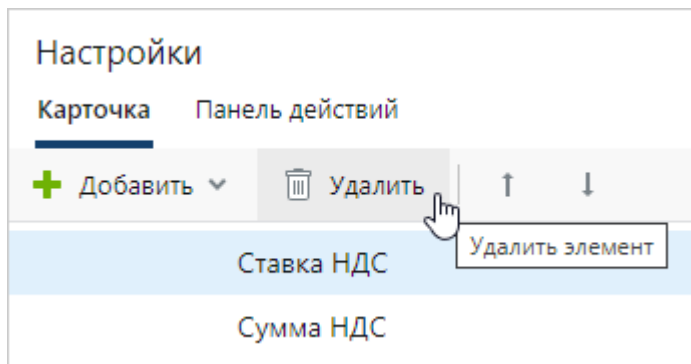 Настройки
Карточка Панель действий
Добавить Удалить
Удалить элемент
Ставка НДС
Сумма НДС